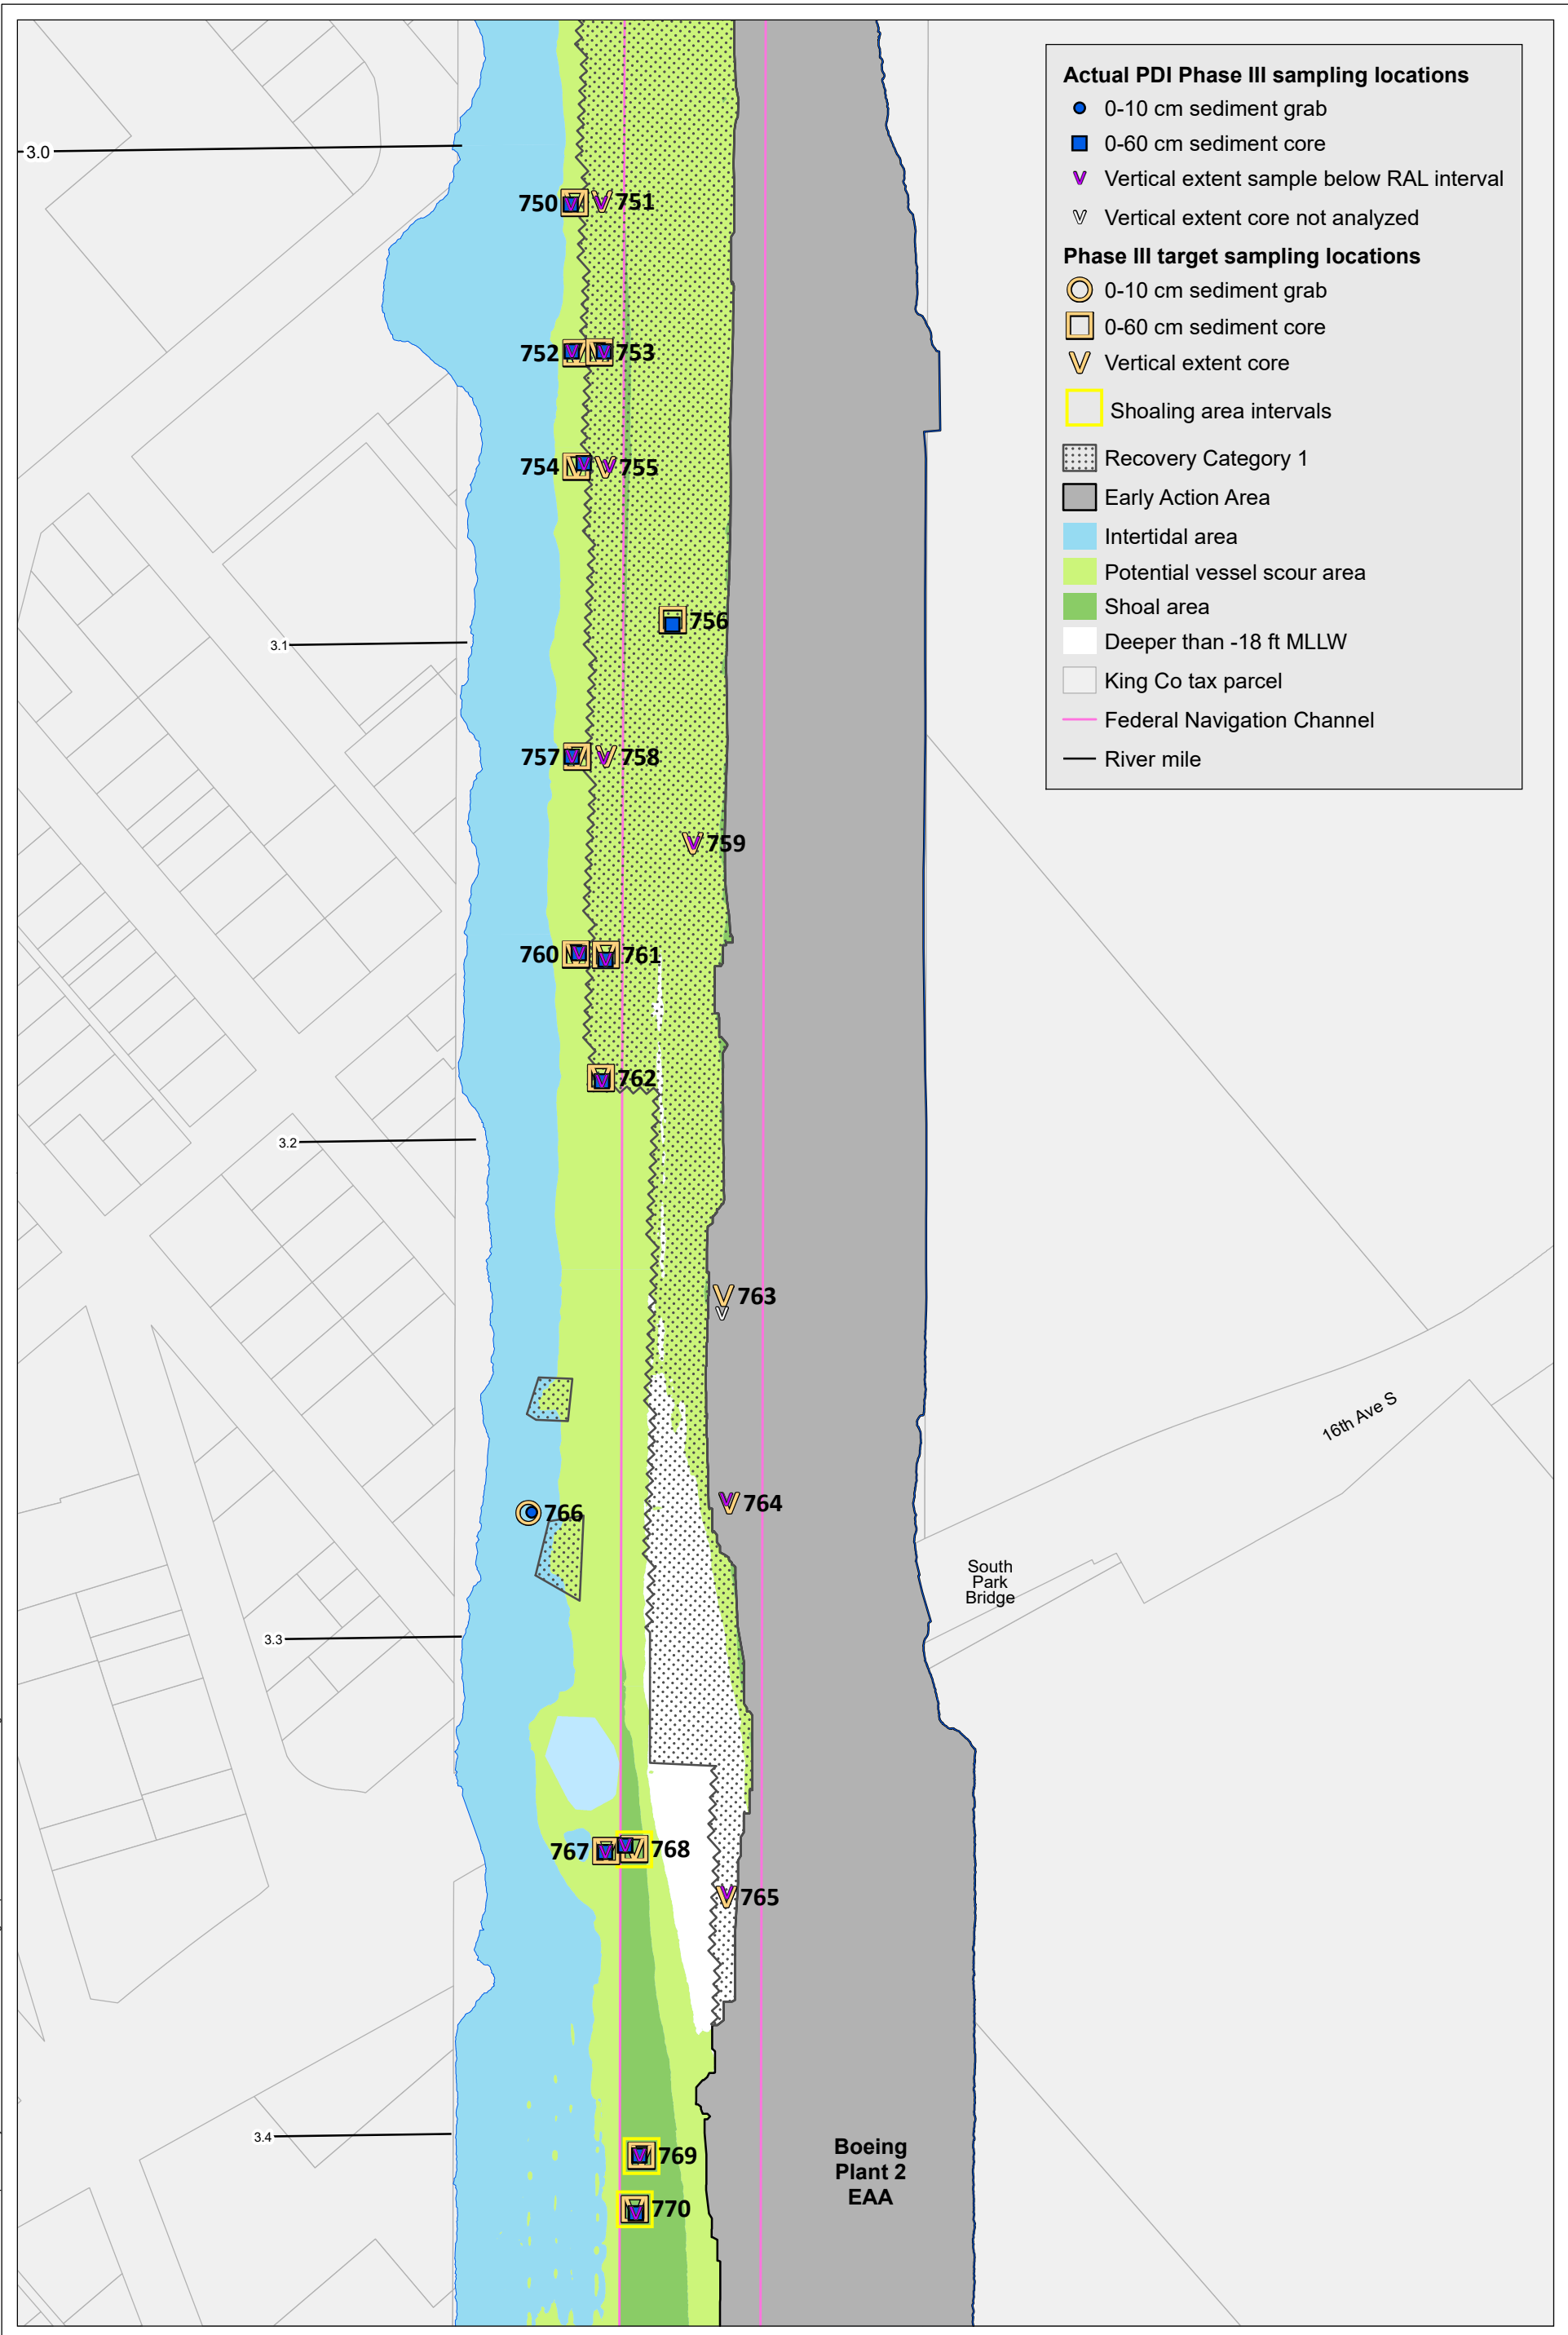 Actual PDI Phase III sampling locations
0-10 cm sediment grab
0-60 cm sediment core
Vertical extent sample below RAL interval
Vertical extent core not analyzed
Phase III target sampling locations
0-10 cm sediment grab
0-60 cm sediment core
Vertical extent core
Shoaling area intervals
Recovery Category 1
Early Action Area
Intertidal area
Potential vessel scour area
Shoal area
Deeper than -18 ft MLLW
King Co tax parcel
Federal Navigation Channel
River mile
3.0
750
751
752
753
754
755
756
3.1
757
758
759
760
761
762
3.2
763
16th Ave S
764
766
South
Park
Bridge
3.3
767
768
765
3.4
769
770
Boeing
Plant 2
EAA